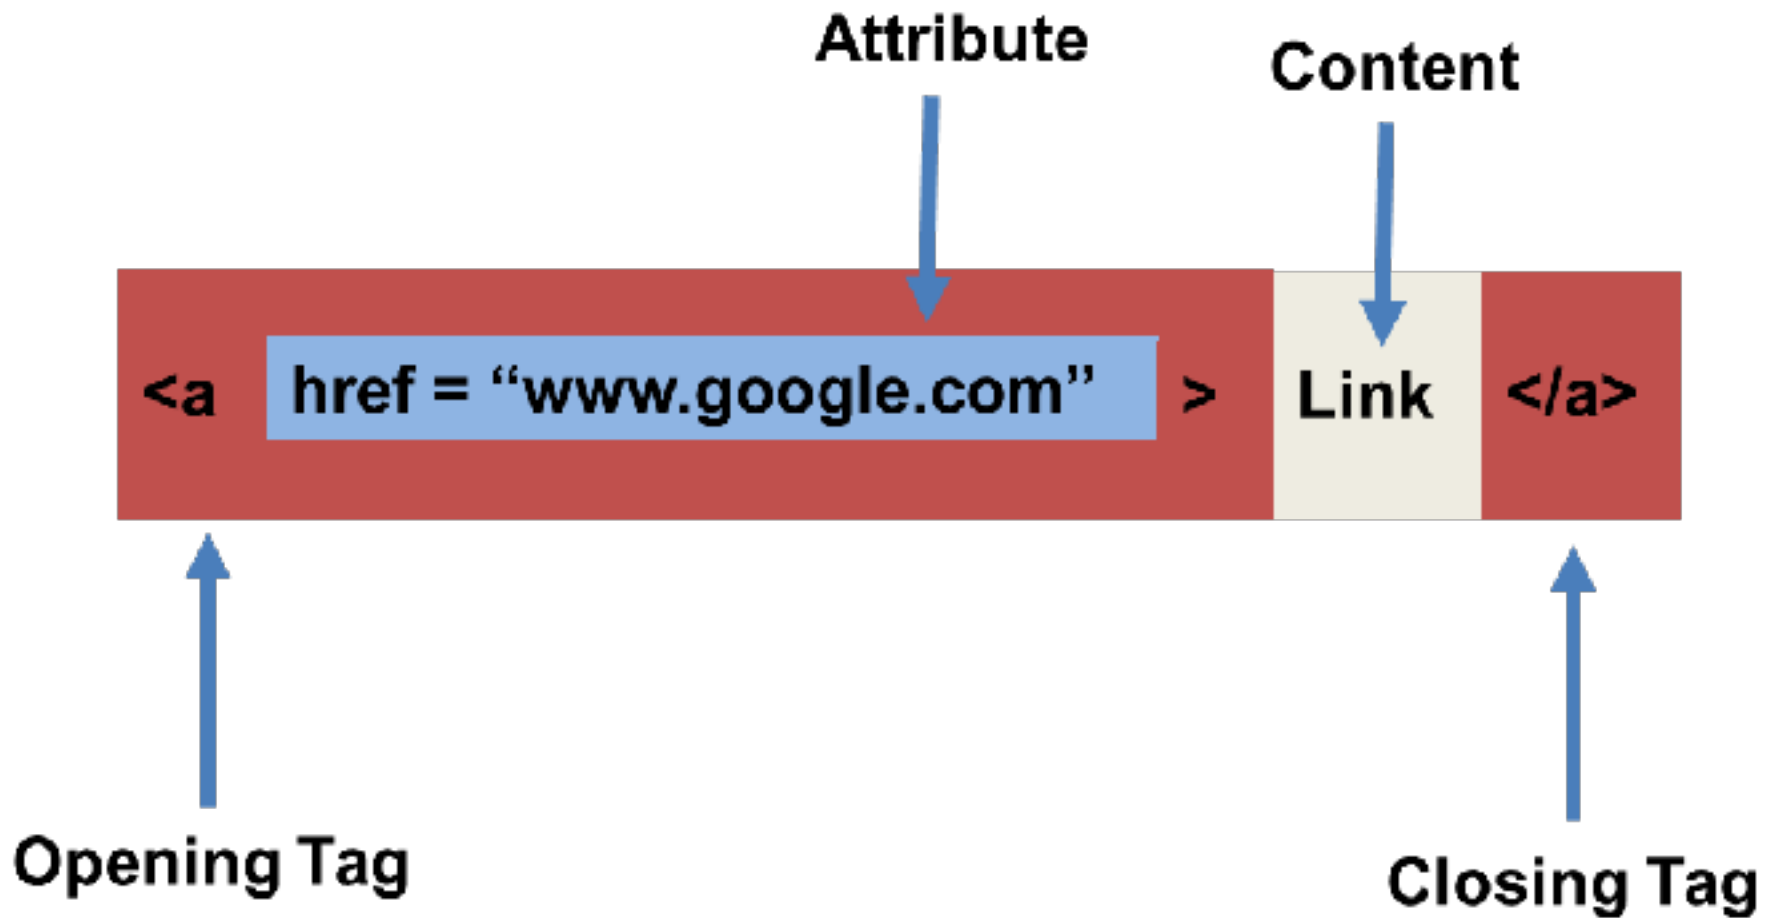 Attribute
Content
<a href = “www.google.com” > Link </a>
Opening Tag
Closing Tag